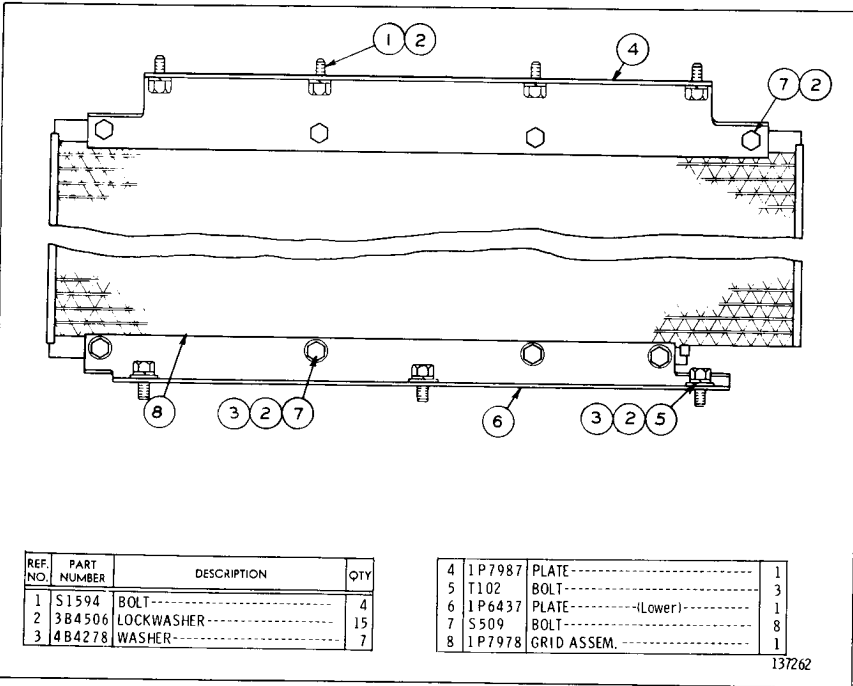 1 2
4
7 2
8
3 2 7
6
3 2 5
REF. NO. PART NUMBER DESCRIPTION QTY
1 S1594 BOLT 4
2 3B4506 LOCKWASHER 15
3 4B4278 WASHER 7
4 1P7987 PLATE 1
5 T102 BOLT 3
6 1P6437 PLATE (Lower) 1
7 S509 BOLT 8
8 1P7978 GRID ASSEM. 1
137262